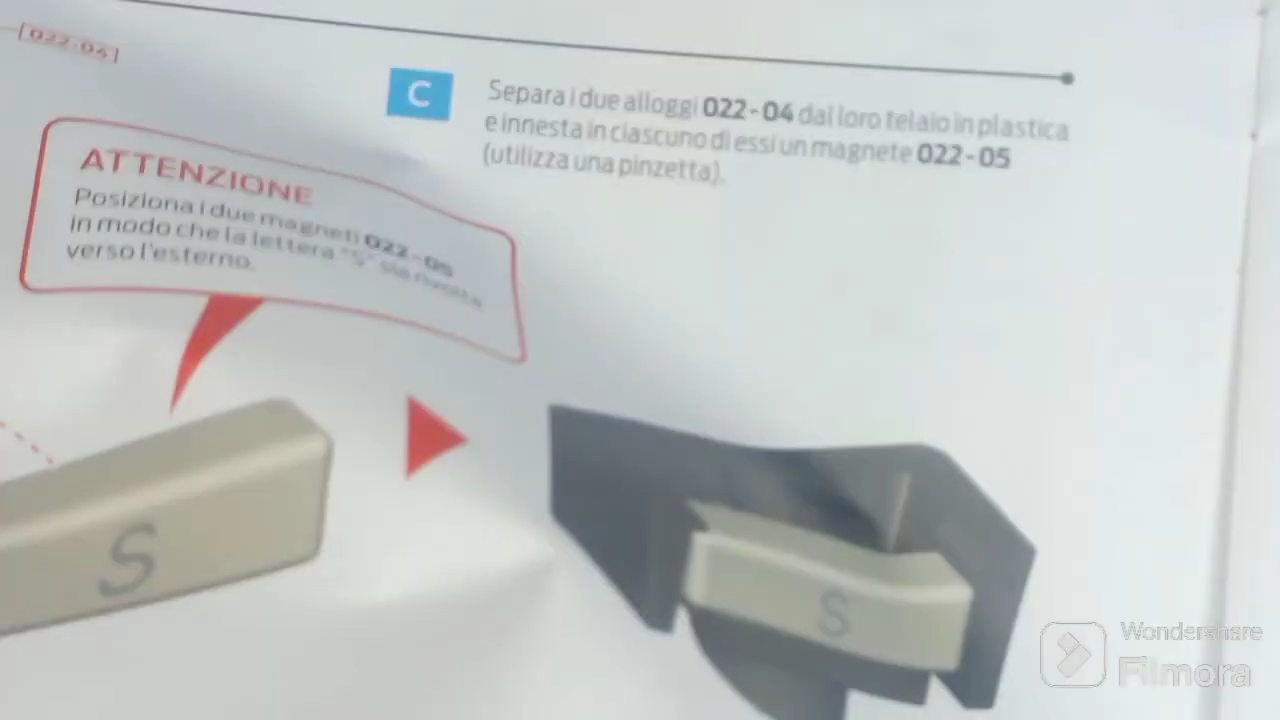 [022-04]
C
Separa i due alloggi 022-04 dal loro telaio in plastica
e innesta in ciascuno di essi un magnete 022-05
(utilizza una pinzetta).
ATTENZIONE
Posiziona i due magneti 022-05
in modo che la lettera "S" sia rivolta
verso l'esterno.
S
S
Wondershare
Filmora